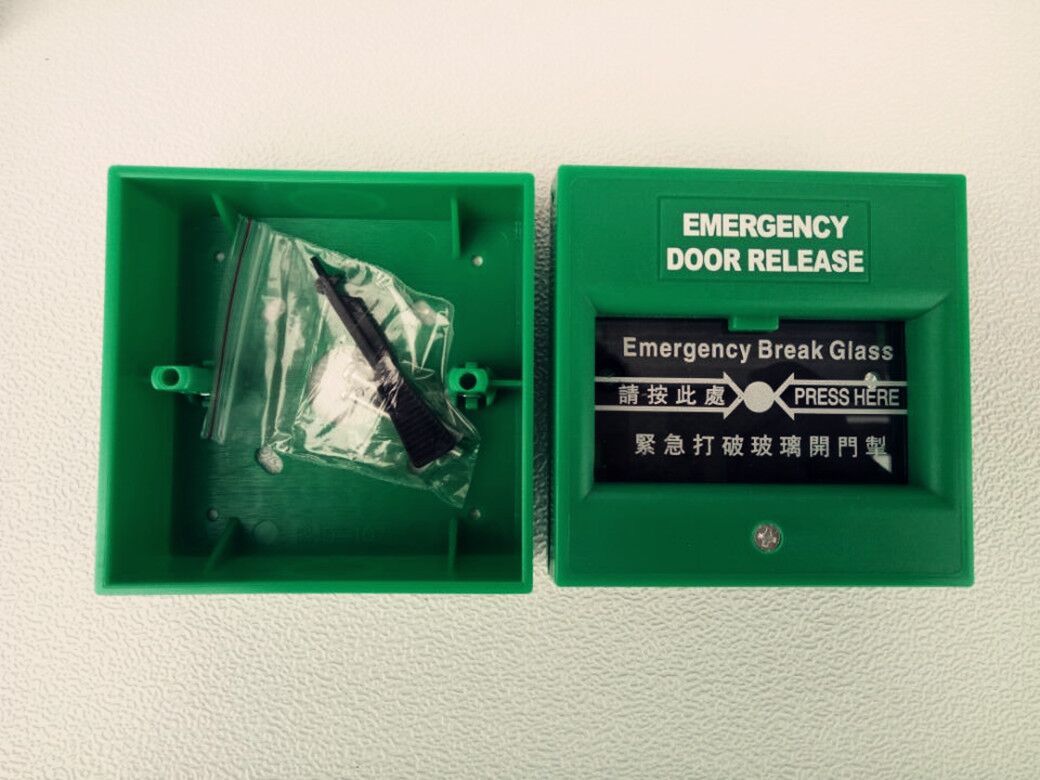 EMERGENCY
DOOR RELEASE
Emergency Break Glass
請按此處 PRESS HERE
緊急打破玻璃開門掣